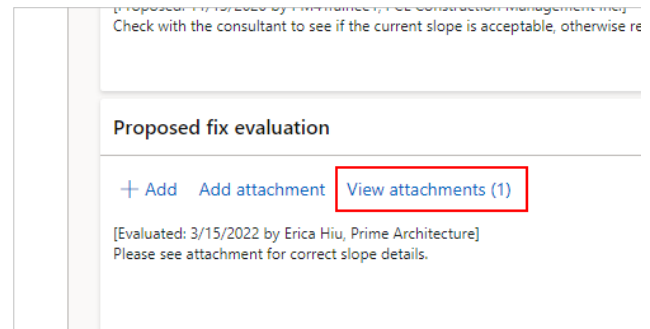 Check with the consultant to see if the current slope is acceptable, otherwise re
Proposed fix evaluation
+ Add Add attachment View attachments (1)
[Evaluated: 3/15/2022 by Erica Hiu, Prime Architecture]
Please see attachment for correct slope details.